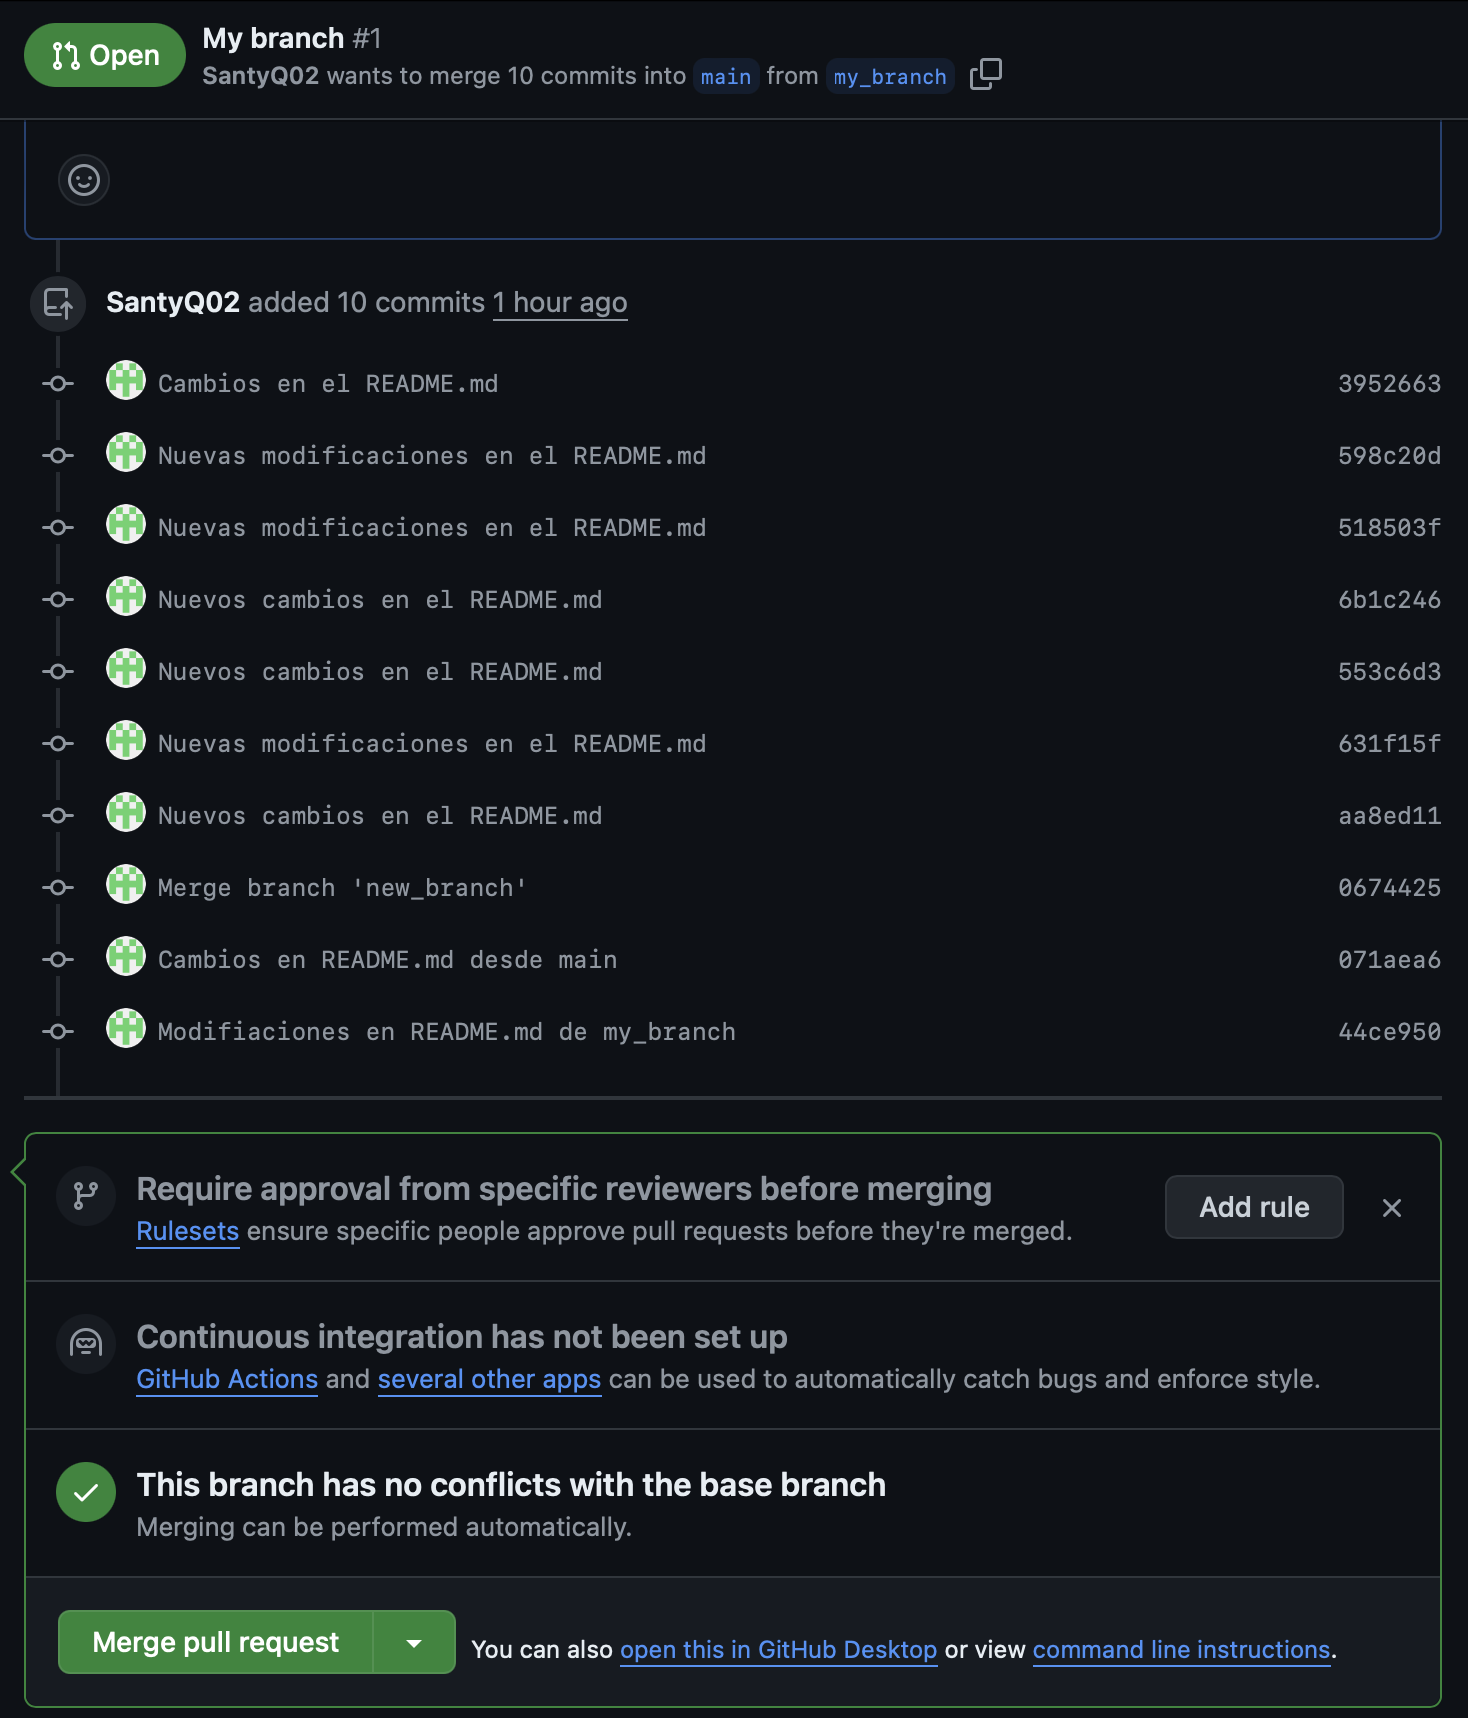 Open
My branch #1
SantyQ02 wants to merge 10 commits into main from my_branch
SantyQ02 added 10 commits 1 hour ago
Cambios en el README.md 3952663
Nuevas modificaciones en el README.md 598c20d
Nuevas modificaciones en el README.md 518503f
Nuevos cambios en el README.md 6b1c246
Nuevos cambios en el README.md 553c6d3
Nuevas modificaciones en el README.md 631f15f
Nuevos cambios en el README.md aa8ed11
Merge branch 'new_branch' 0674425
Cambios en README.md desde main 071aea6
Modifiaciones en README.md de my_branch 44ce950
Require approval from specific reviewers before merging
Rulesets ensure specific people approve pull requests before they're merged.
Add rule
Continuous integration has not been set up
GitHub Actions and several other apps can be used to automatically catch bugs and enforce style.
This branch has no conflicts with the base branch
Merging can be performed automatically.
Merge pull request
You can also open this in GitHub Desktop or view command line instructions.